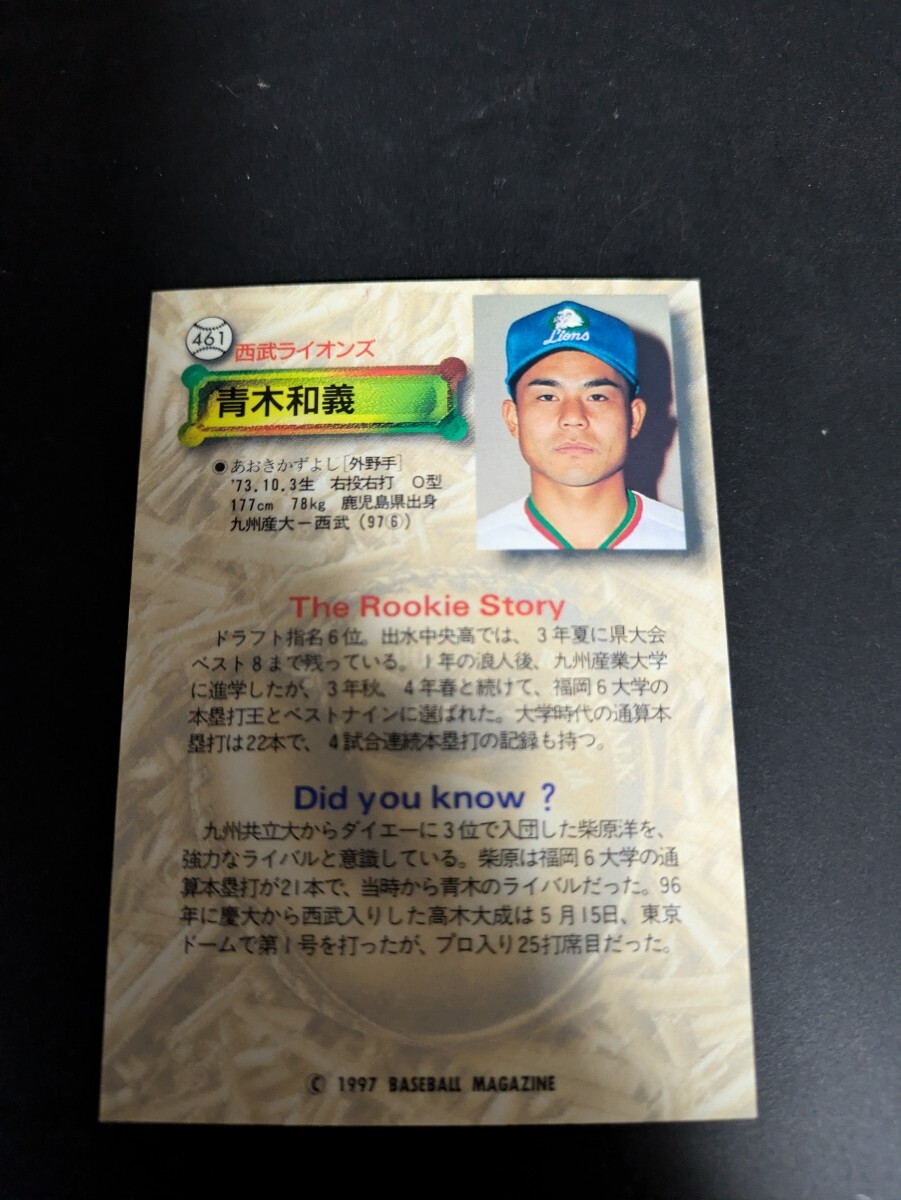 461
西武ライオンズ
青木和義
Lions
◉あおきかずよし[外野手]
'73.10.3生 右投右打 O型
177cm 78kg 鹿児島県出身
九州産大ー西武(97⑥)
The Rookie Story
ドラフト指名6位。出水中央高では、3年夏に県大会
ベスト8まで残っている。1年の浪人後、九州産業大学
に進学したが、3年秋、4年春と続けて、福岡6大学の
本塁打王とベストナインに選ばれた。大学時代の通算本
塁打は22本で、4試合連続本塁打の記録も持つ。
Did you know ?
九州共立大からダイエーに3位で入団した柴原洋を、
強力なライバルと意識している。柴原は福岡6大学の通
算本塁打が21本で、当時から青木のライバルだった。96
年に慶大から西武入りした高木大成は5月15日、東京
ドームで第1号を打ったが、プロ入り25打席目だった。
© 1997 BASEBALL MAGAZINE